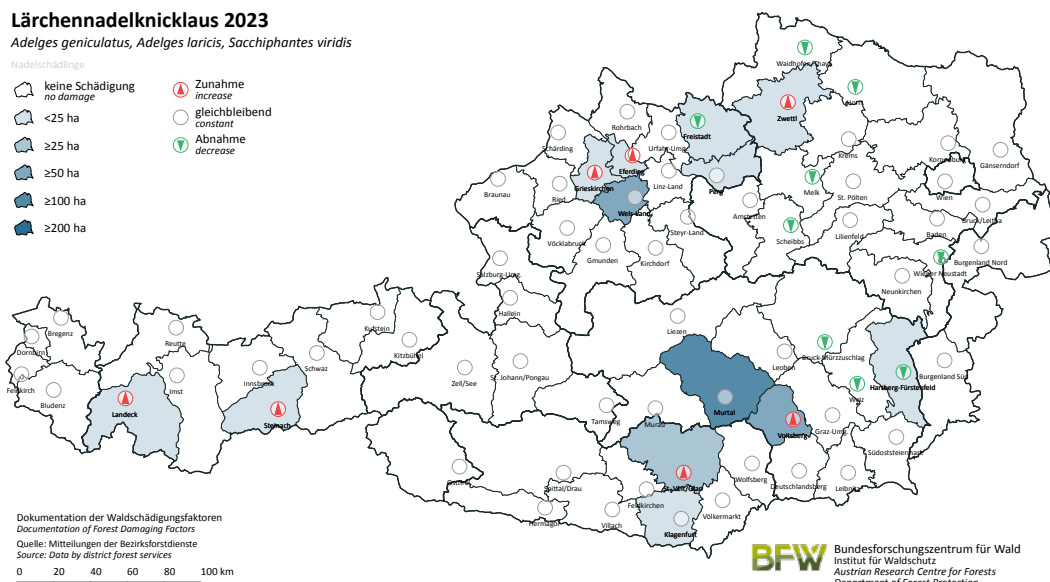 Lärchennadelknicklaus 2023
Adelges geniculatus, Adelges laricis, Sacchiphantes viridis
Nadelschädlinge
keine Schädigung
no damage
<25 ha
≥25 ha
≥50 ha
≥100 ha
≥200 ha
Zunahme
increase
gleichbleibend
constant
Abnahme
decrease
Waidhofen/Thaya
Horn
Zwettl
Rohrbach
Freistadt
Schärding
Urfahr-Umg.
Krems
Korneuburg
Gänserndorf
Eferding
Grieskirchen
Linz-Land
Perg
Melk
St. Pölten
Wien
Braunau
Ried
Wels-Land
Amstetten
Bruck/Leitha
Steyr-Land
Scheibbs
Lilienfeld
Baden
Vöcklabruck
Gmunden
Kirchdorf
Burgenland Nord
Wiener Neustadt
Salzburg-Umg.
Neunkirchen
Hallein
Liezen
Bregenz
Reutte
Kufstein
Kitzbühel
Dornbirn
Schwaz
Bruck-Mürzzuschlag
Leoben
Feldkirch
Bludenz
Imst
Innsbruck
Zell/See
St. Johann/Pongau
Hartberg-Fürstenfeld
Burgenland Süd
Weiz
Landeck
Steinach
Tamsweg
Murau
Murtal
Voitsberg
Graz-Umg.
Südoststeiermark
Osttirol
Spittal/Drau
St. Veit/Glan
Wolfsberg
Deutschlandsberg
Leibnitz
Feldkirchen
Hermagor
Villach
Klagenfurt
Völkermarkt
Dokumentation der Waldschädigungsfaktoren
Documentation of Forest Damaging Factors
Quelle: Mitteilungen der Bezirksforstdienste
Source: Data by district forest services
0 20 40 60 80 100 km
BFW
Bundesforschungszentrum für Wald
Institut für Waldschutz
Austrian Research Centre for Forests
Department of Forest Protection